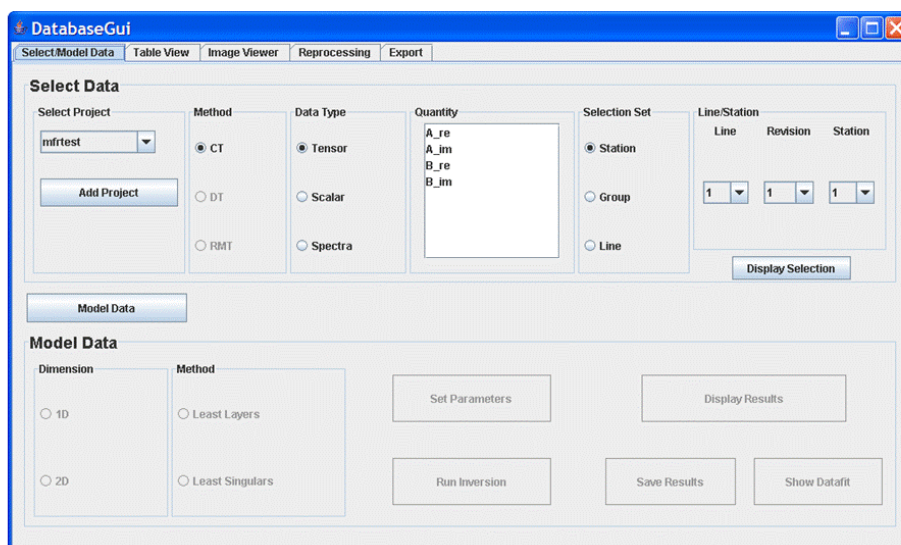 DatabaseGui
Select/Model Data Table View Image Viewer Reprocessing Export
Select Data
Select Project Method Data Type Quantity Selection Set Line/Station
Line Revision Station
mfrtest CT Tensor A_re Station
A_im
B_re
B_im
Add Project DT Scalar Group 1 1 1
RMT Spectra Line
Display Selection
Model Data
Model Data
Dimension Method
1D Least Layers Set Parameters Display Results
2D Least Singulars Run Inversion Save Results Show Datafit